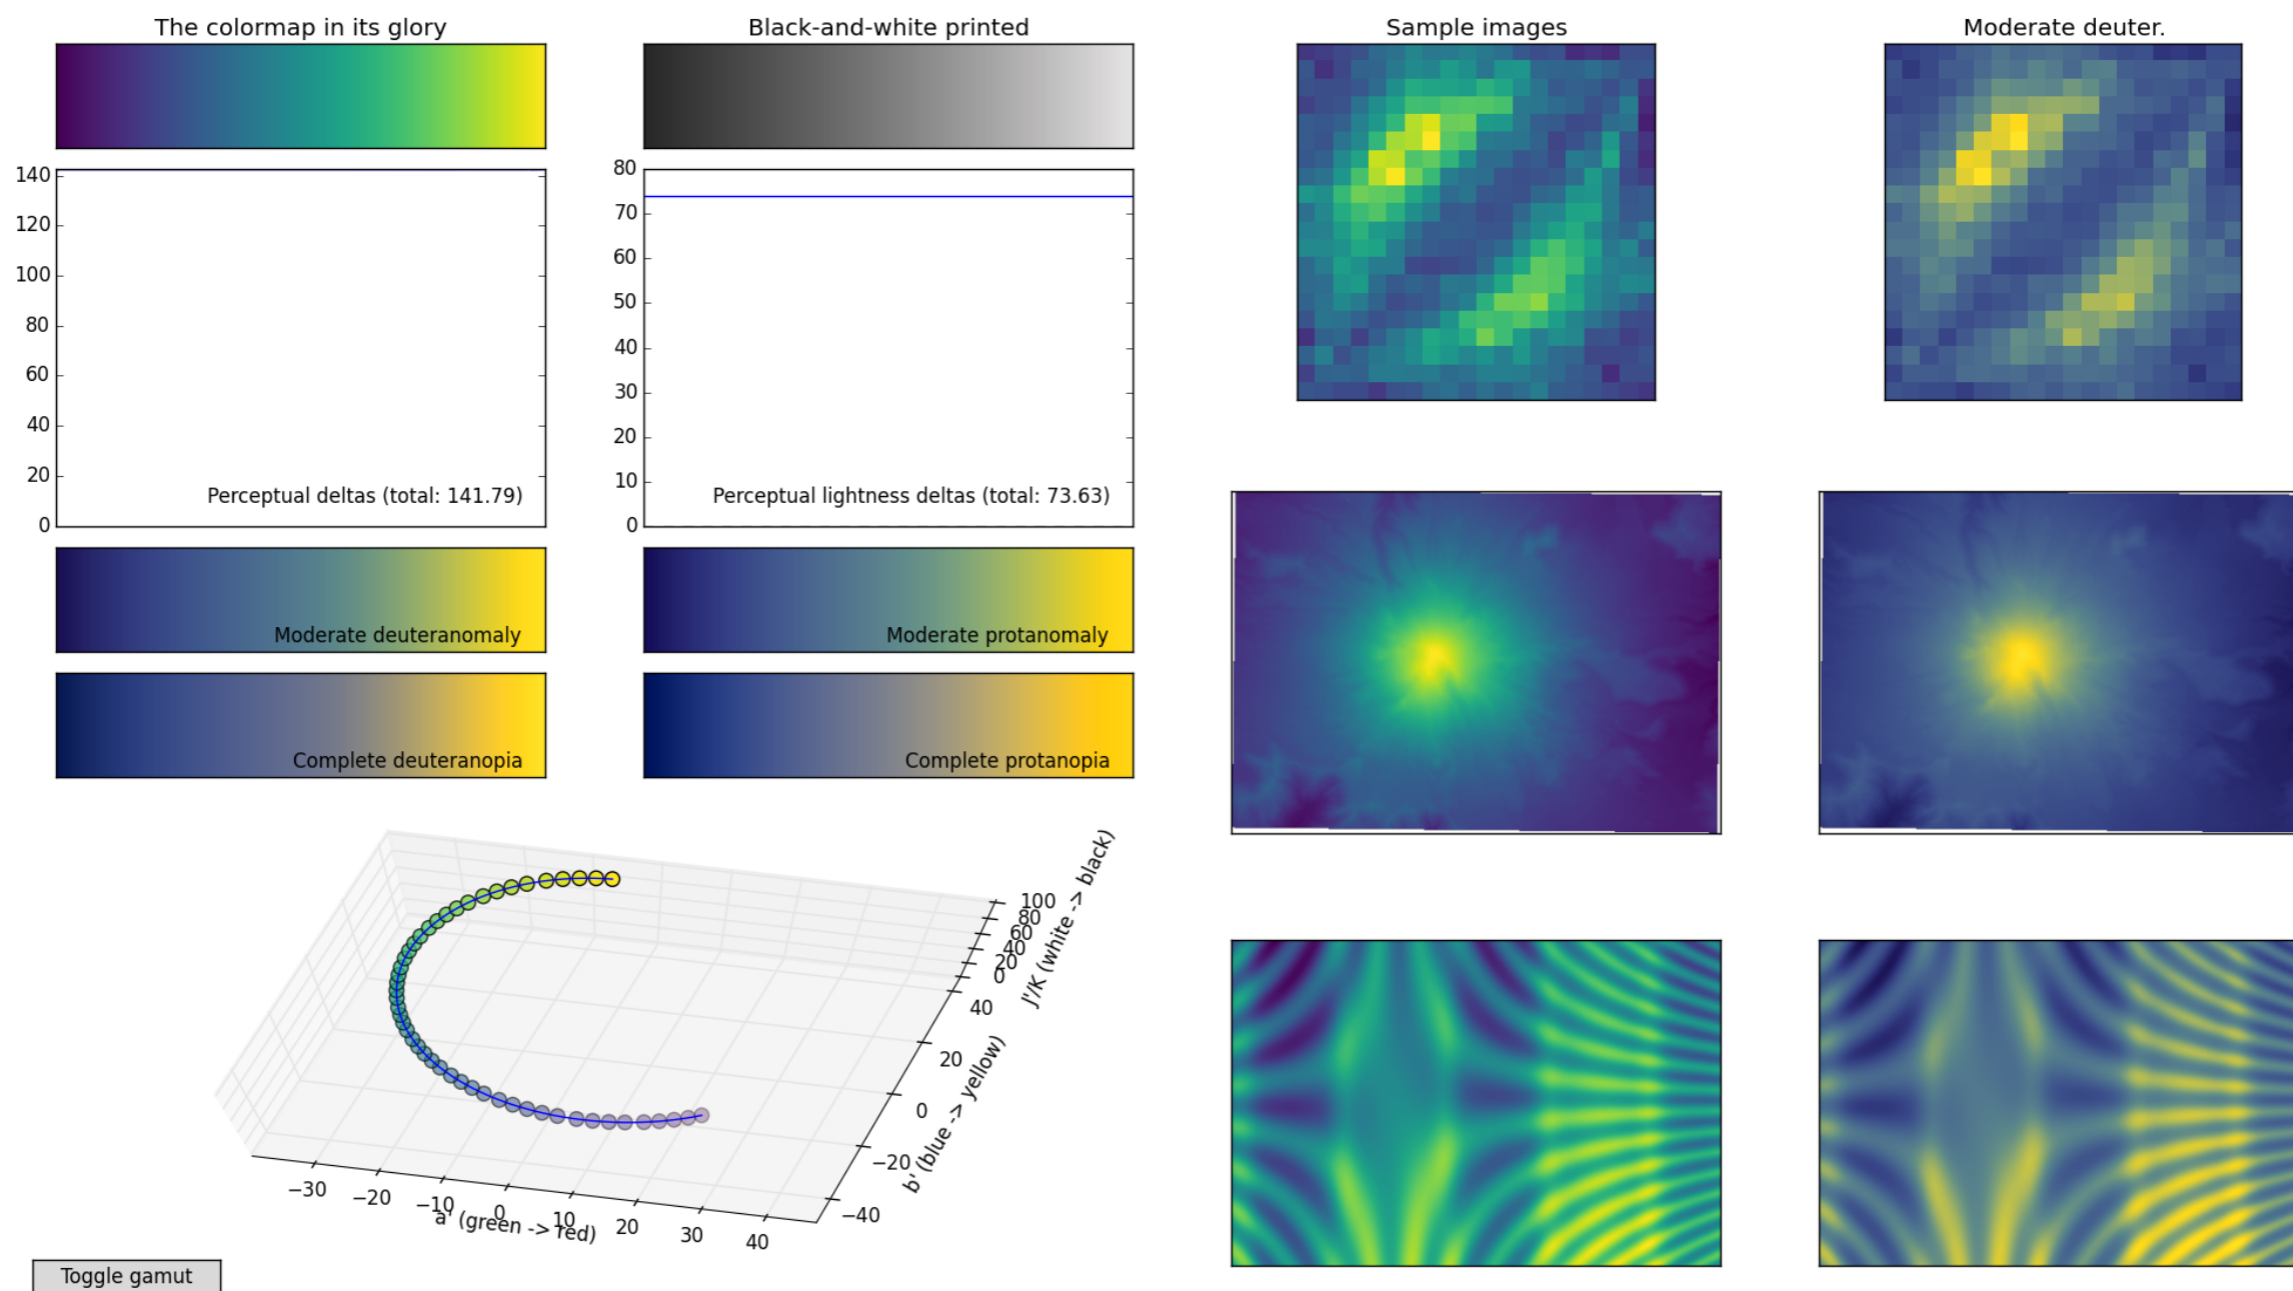 The colormap in its glory
Black-and-white printed
Sample images
Moderate deuter.
140
120
100
80
60
40
20
0
Perceptual deltas (total: 141.79)
80
70
60
50
40
30
20
10
0
Perceptual lightness deltas (total: 73.63)
Moderate deuteranomaly
Moderate protanomaly
Complete deuteranopia
Complete protanopia
100
80
60
40
20
0
J'/K (white -> black)
40
20
0
−20
−40
b' (blue -> yellow)
−30
−20
−10
0
10
20
30
40
a' (green -> red)
Toggle gamut